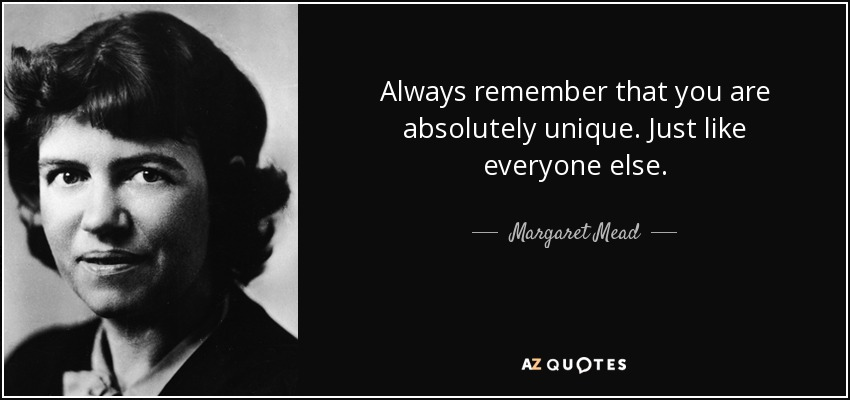 Always remember that you are
absolutely unique. Just like
everyone else.
Margaret Mead
AZ QUOTES